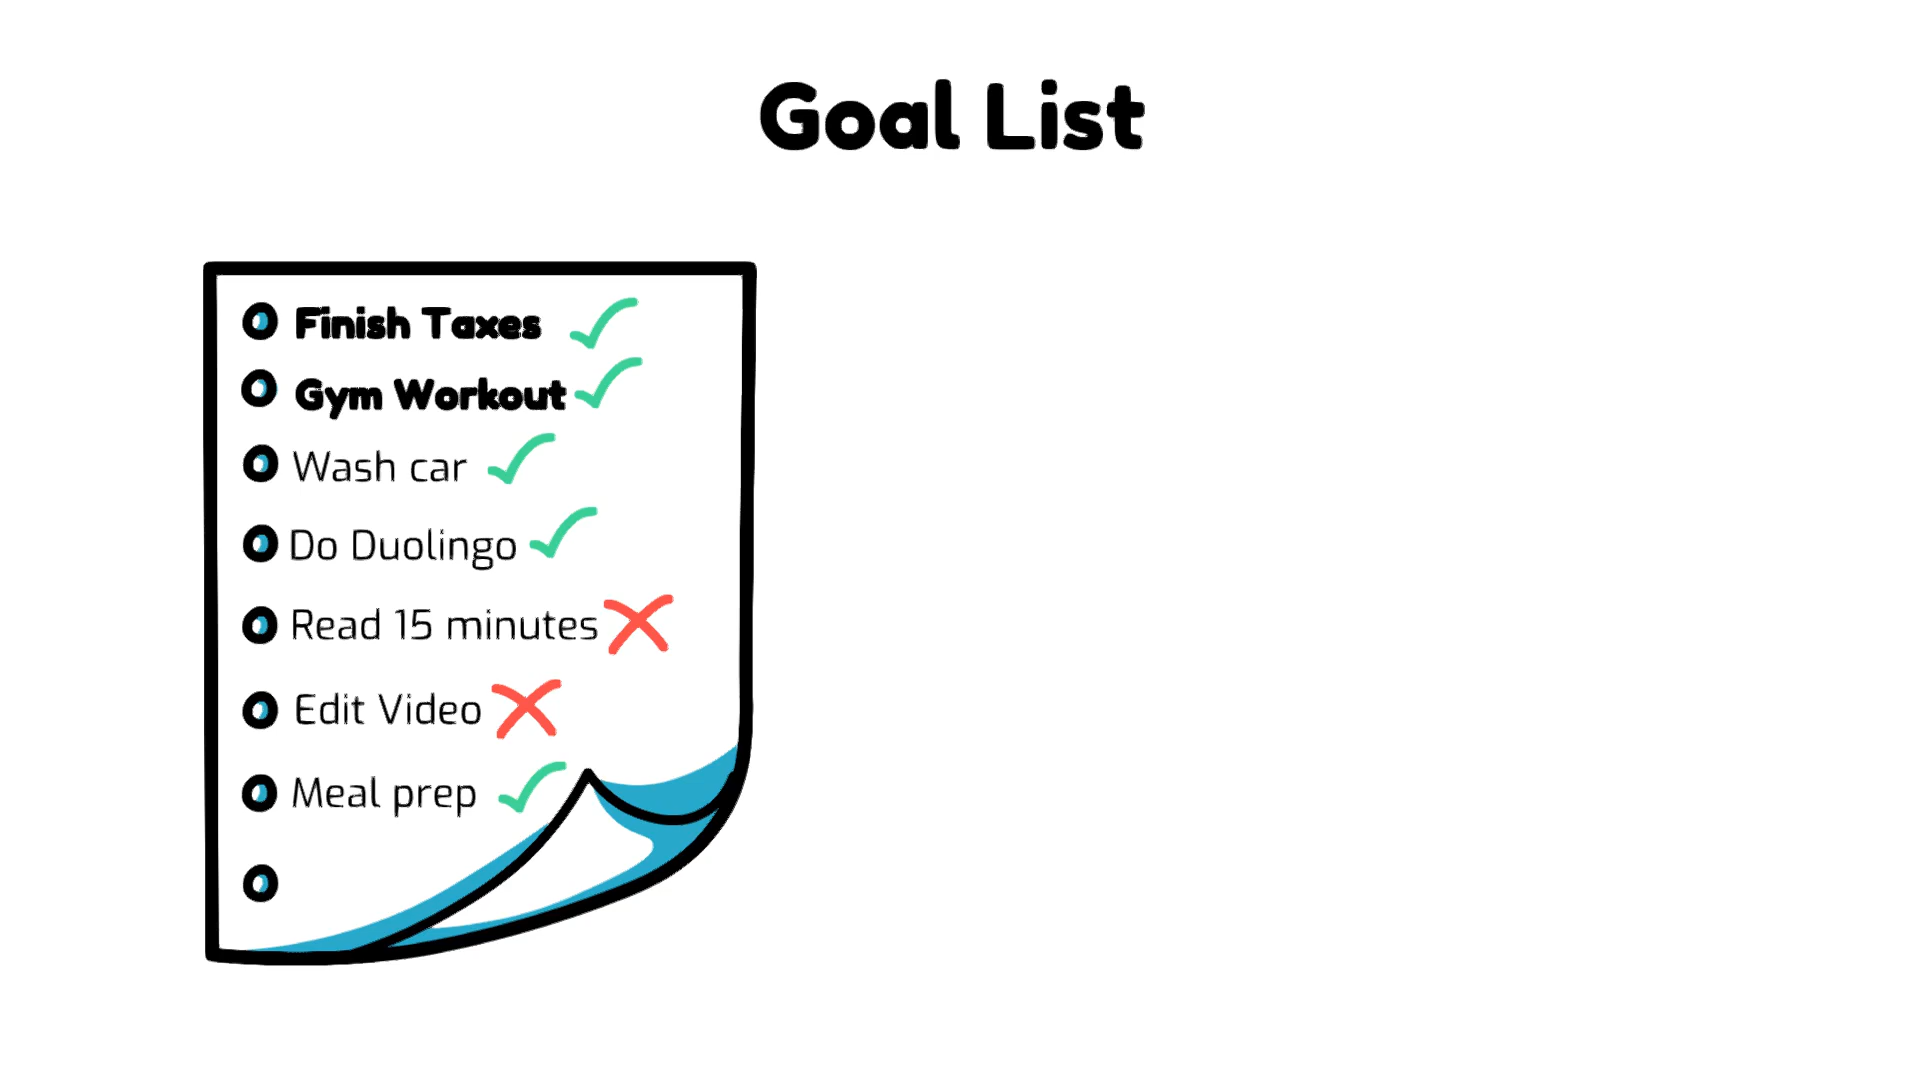 Goal List
Finish Taxes
Gym Workout
Wash car
Do Duolingo
Read 15 minutes
Edit Video
Meal prep